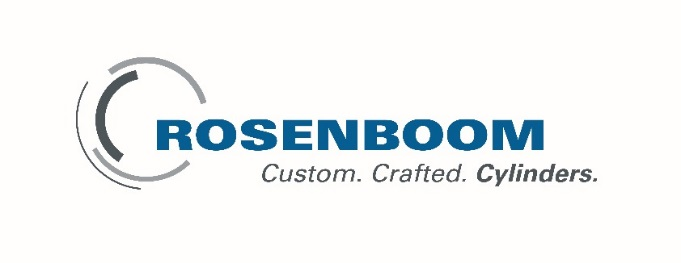 ROSENBOOM
Custom. Crafted. Cylinders.